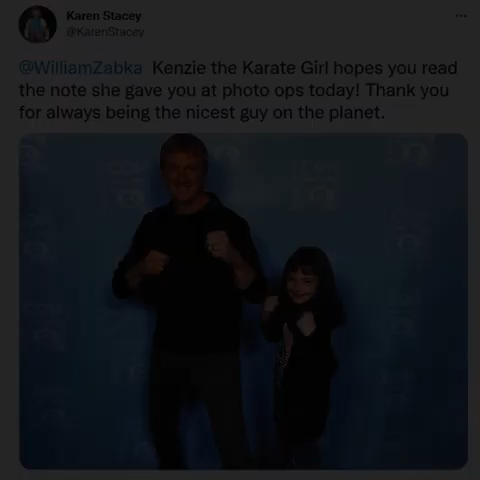 Karen Stacey
@KarenStacey
@WilliamZabka Kenzie the Karate Girl hopes you read
the note she gave you at photo ops today! Thank you
for always being the nicest guy on the planet.